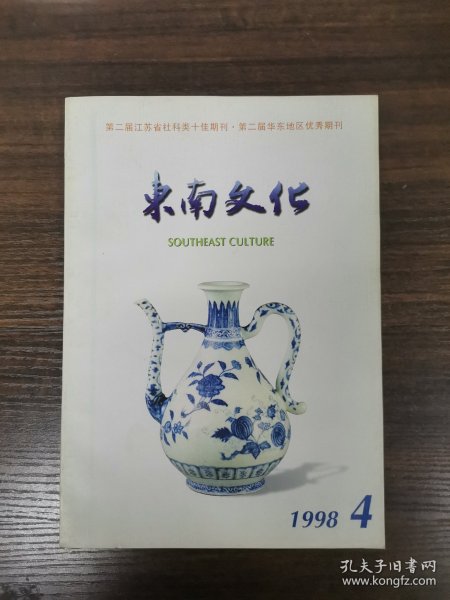 第二届江苏省社科类十佳期刊·第二届华东地区优秀期刊
東南文化
SOUTHEAST CULTURE
1998 4
孔夫子旧书网
www.kongfz.com